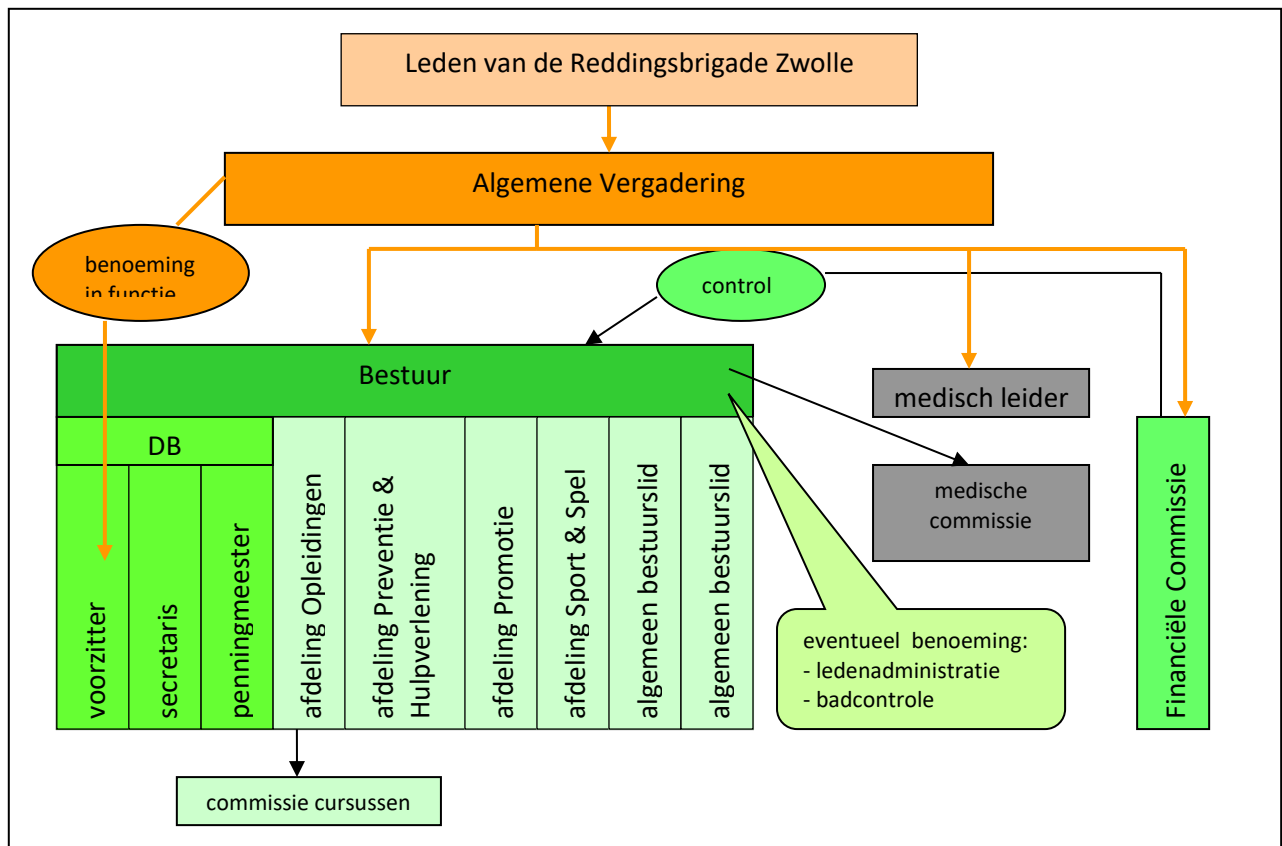 Leden van de Reddingsbrigade Zwolle
Algemene Vergadering
benoeming
in functie
control
Bestuur
medisch leider
DB
medische
commissie
voorzitter
secretaris
penningmeester
afdeling Opleidingen
afdeling Preventie &
Hulpverlening
afdeling Promotie
afdeling Sport & Spel
algemeen bestuurslid
algemeen bestuurslid
Financiële Commissie
eventueel benoeming:
- ledenadministratie
- badcontrole
commissie cursussen